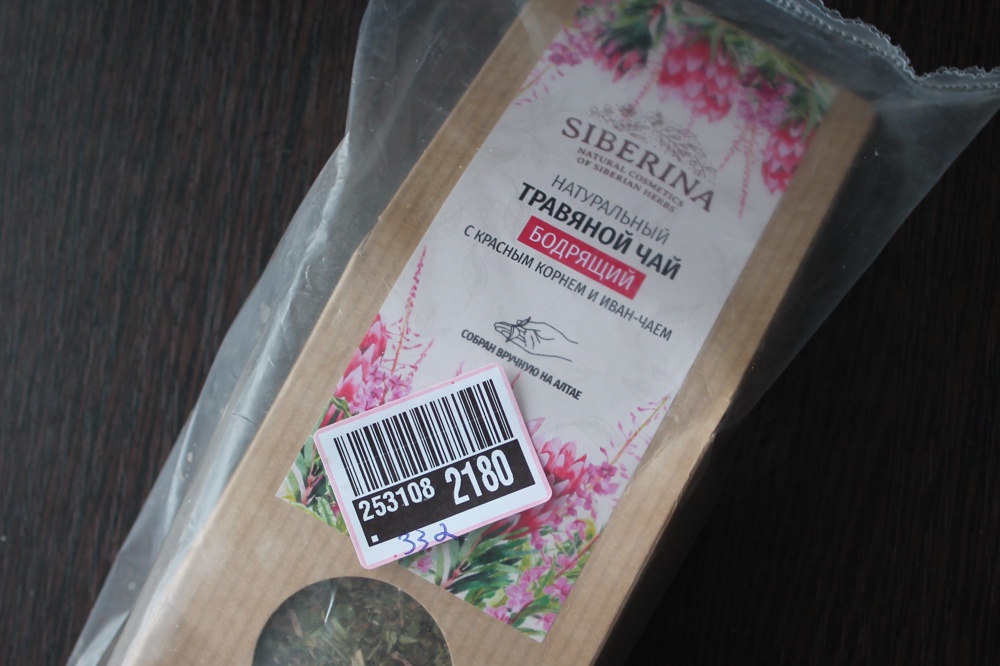 SIBERINA
NATURAL COSMETICS
OF SIBERIAN HERBS
НАТУРАЛЬНЫЙ
ТРАВЯНОЙ ЧАЙ
БОДРЯЩИЙ
С КРАСНЫМ КОРНЕМ И ИВАН-ЧАЕМ
СОБРАН ВРУЧНУЮ НА АЛТАЕ
253108 2180
332